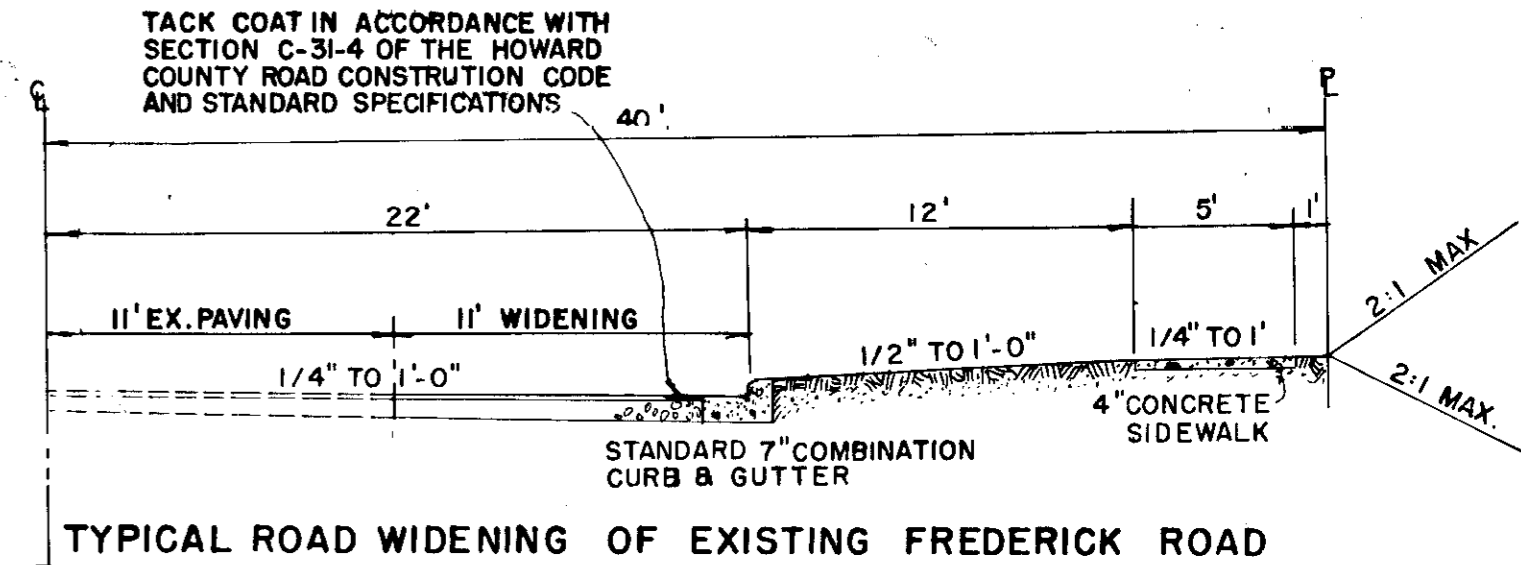 TACK COAT IN ACCORDANCE WITH
SECTION C-31-4 OF THE HOWARD
COUNTY ROAD CONSTRUTION CODE
AND STANDARD SPECIFICATIONS
℄
P̲L̲
40'
22'
12'
5'
1'
11' EX. PAVING
11' WIDENING
1/4" TO 1'-0"
1/2" TO 1'-0"
1/4" TO 1'
2:1 MAX
2:1 MAX.
4" CONCRETE
SIDEWALK
STANDARD 7" COMBINATION
CURB & GUTTER
TYPICAL ROAD WIDENING OF EXISTING FREDERICK ROAD